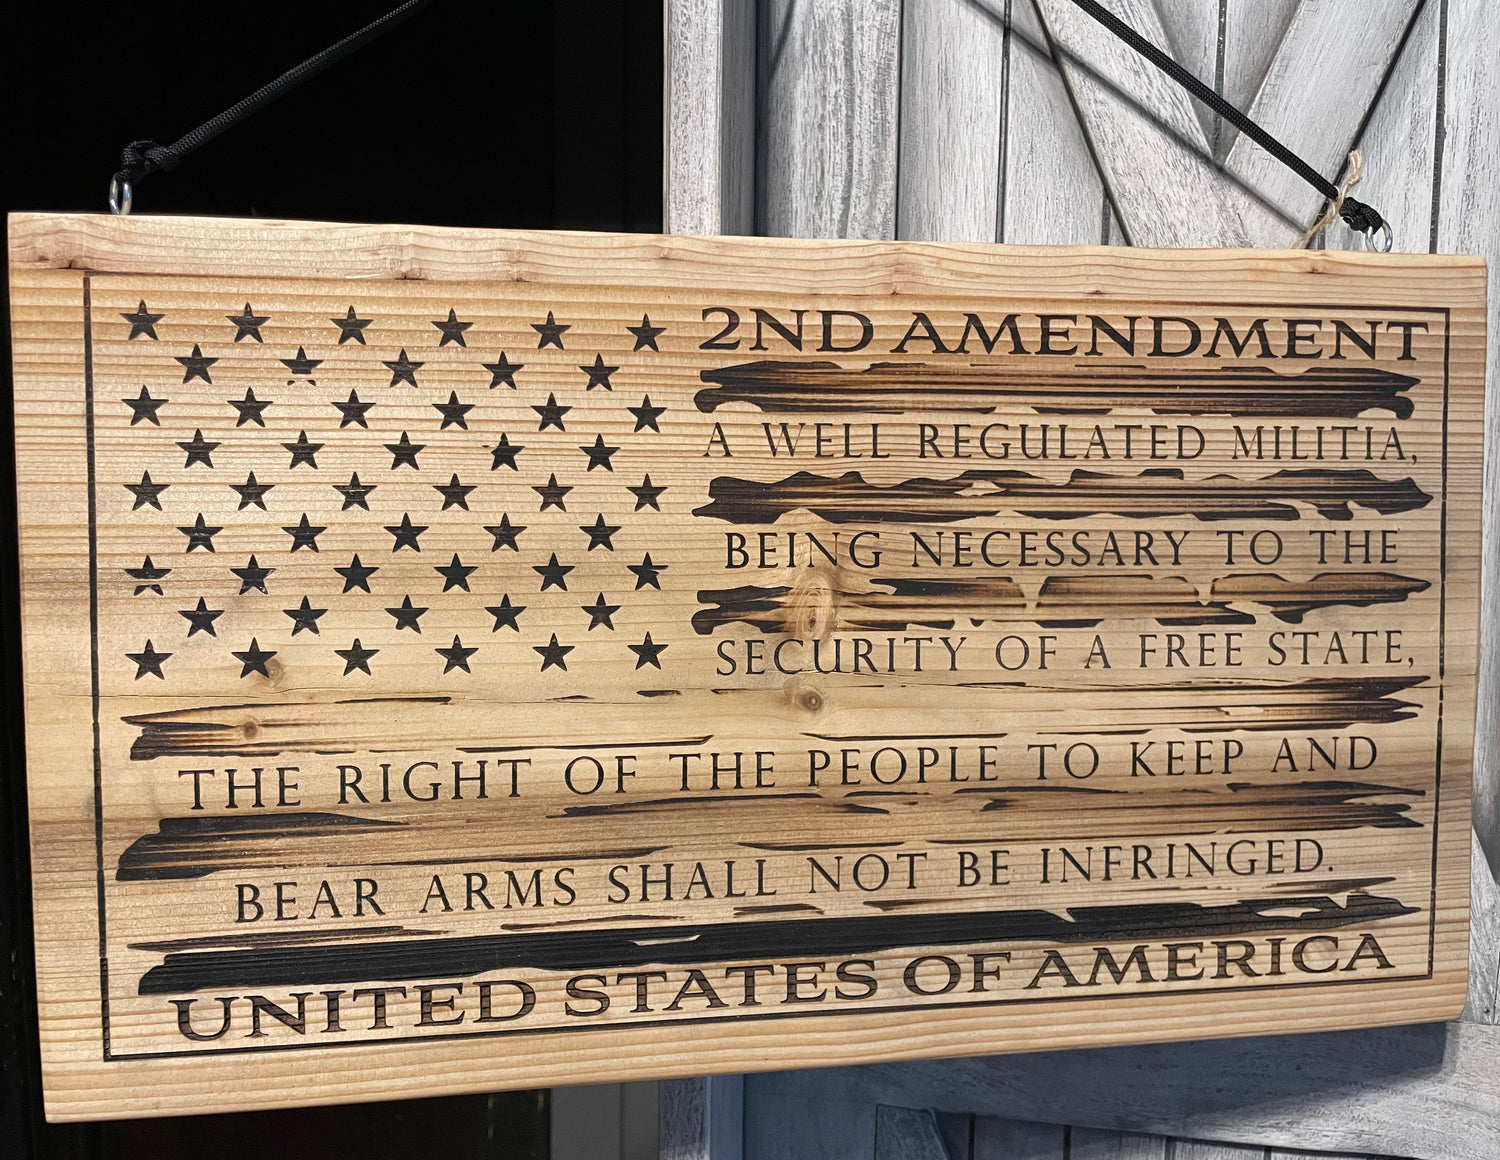 2ND AMENDMENT
A WELL REGULATED MILITIA,
BEING NECESSARY TO THE
SECURITY OF A FREE STATE,
THE RIGHT OF THE PEOPLE TO KEEP AND
BEAR ARMS SHALL NOT BE INFRINGED.
UNITED STATES OF AMERICA